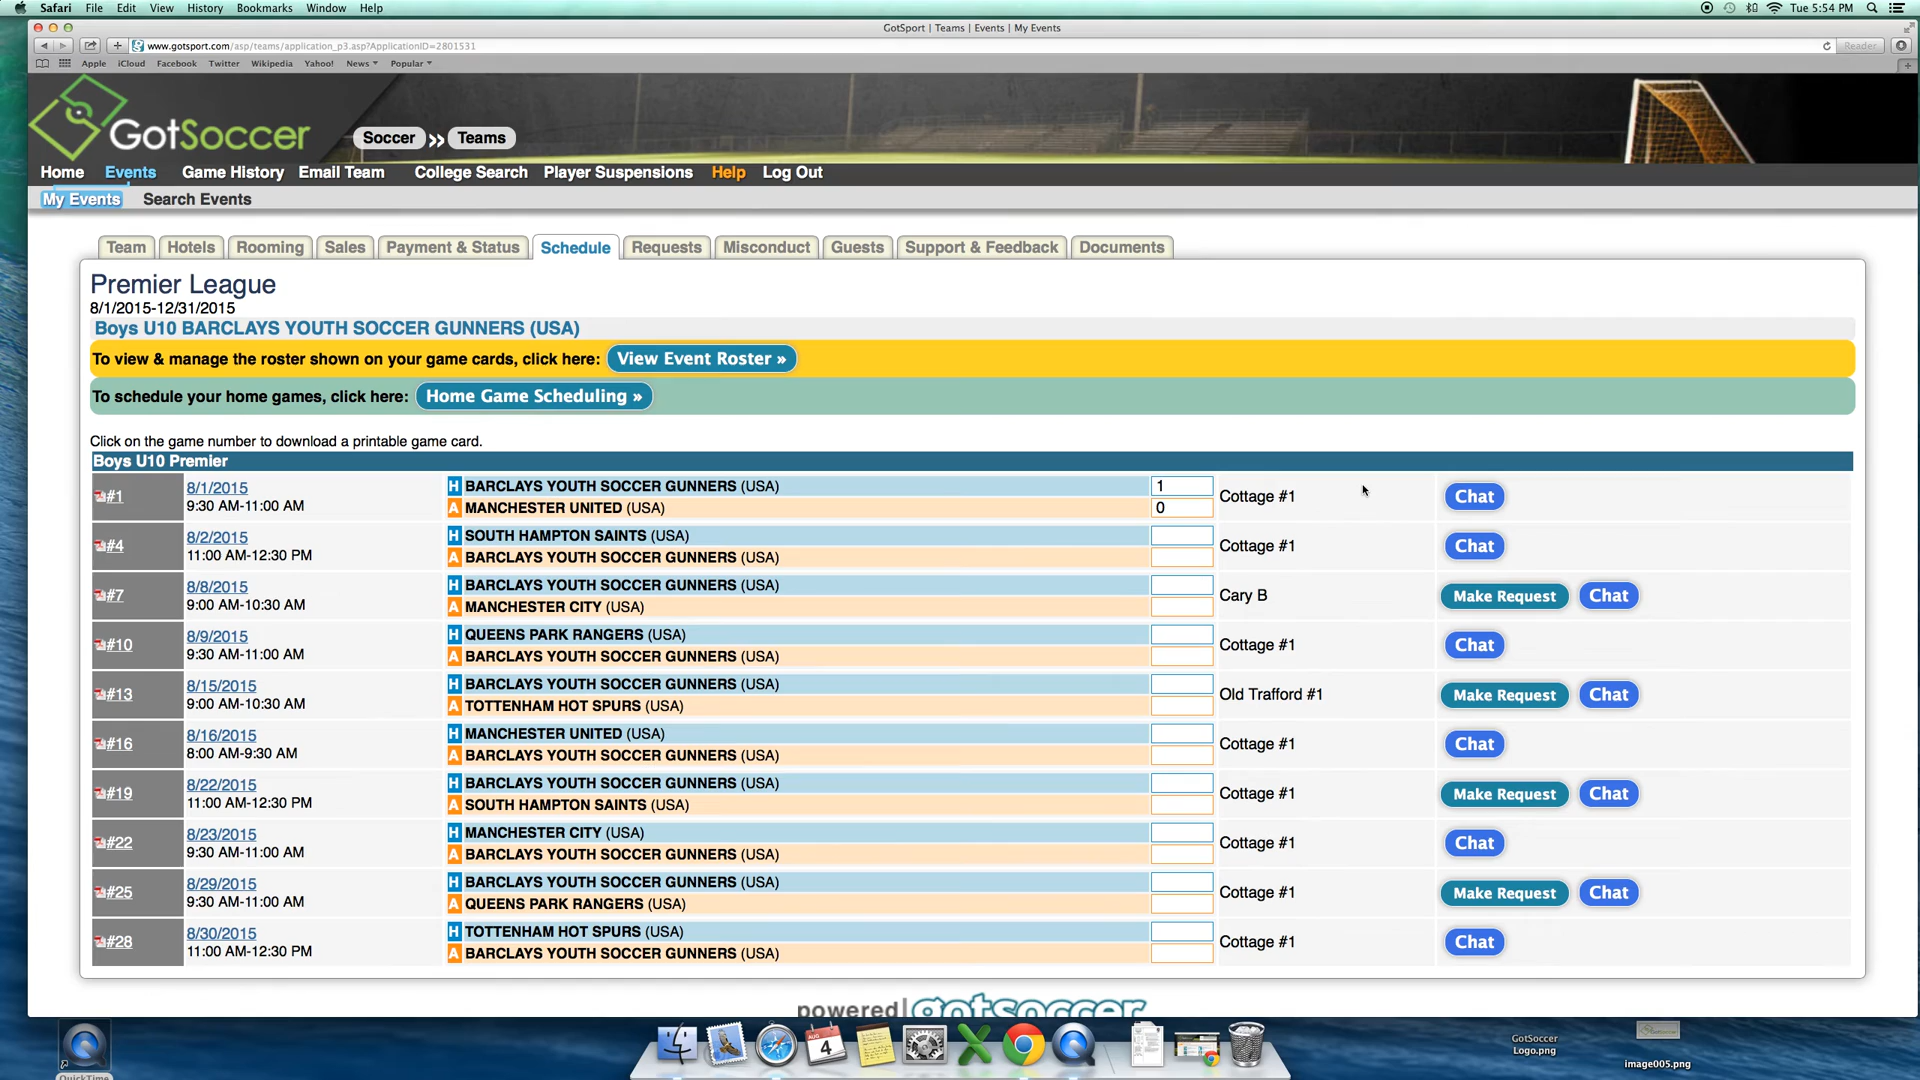 Safari File Edit View History Bookmarks Window Help Tue 5:54 PM
GotSport | Teams | Events | My Events
www.gotsport.com/asp/teams/application_p3.asp?ApplicationID=2801531 Reader
Apple iCloud Facebook Twitter Wikipedia Yahoo! News Popular
GotSoccer Soccer » Teams
Home Events Game History Email Team College Search Player Suspensions Help Log Out
My Events Search Events
Team Hotels Rooming Sales Payment & Status Schedule Requests Misconduct Guests Support & Feedback Documents
Premier League
8/1/2015-12/31/2015
Boys U10 BARCLAYS YOUTH SOCCER GUNNERS (USA)
To view & manage the roster shown on your game cards, click here: View Event Roster »
To schedule your home games, click here: Home Game Scheduling »
Click on the game number to download a printable game card.
Boys U10 Premier
#1 8/1/2015 H BARCLAYS YOUTH SOCCER GUNNERS (USA) 1 Cottage #1 Chat
9:30 AM-11:00 AM A MANCHESTER UNITED (USA) 0
#4 8/2/2015 H SOUTH HAMPTON SAINTS (USA) Cottage #1 Chat
11:00 AM-12:30 PM A BARCLAYS YOUTH SOCCER GUNNERS (USA)
#7 8/8/2015 H BARCLAYS YOUTH SOCCER GUNNERS (USA) Cary B Make Request Chat
9:00 AM-10:30 AM A MANCHESTER CITY (USA)
#10 8/9/2015 H QUEENS PARK RANGERS (USA) Cottage #1 Chat
9:30 AM-11:00 AM A BARCLAYS YOUTH SOCCER GUNNERS (USA)
#13 8/15/2015 H BARCLAYS YOUTH SOCCER GUNNERS (USA) Old Trafford #1 Make Request Chat
9:00 AM-10:30 AM A TOTTENHAM HOT SPURS (USA)
#16 8/16/2015 H MANCHESTER UNITED (USA) Cottage #1 Chat
8:00 AM-9:30 AM A BARCLAYS YOUTH SOCCER GUNNERS (USA)
#19 8/22/2015 H BARCLAYS YOUTH SOCCER GUNNERS (USA) Cottage #1 Make Request Chat
11:00 AM-12:30 PM A SOUTH HAMPTON SAINTS (USA)
#22 8/23/2015 H MANCHESTER CITY (USA) Cottage #1 Chat
9:30 AM-11:00 AM A BARCLAYS YOUTH SOCCER GUNNERS (USA)
#25 8/29/2015 H BARCLAYS YOUTH SOCCER GUNNERS (USA) Cottage #1 Make Request Chat
9:30 AM-11:00 AM A QUEENS PARK RANGERS (USA)
#28 8/30/2015 H TOTTENHAM HOT SPURS (USA) Cottage #1 Chat
11:00 AM-12:30 PM A BARCLAYS YOUTH SOCCER GUNNERS (USA)
powered| gotsoccer
AUG
4
GotSoccer
Logo.png
image005.png
QuickTime